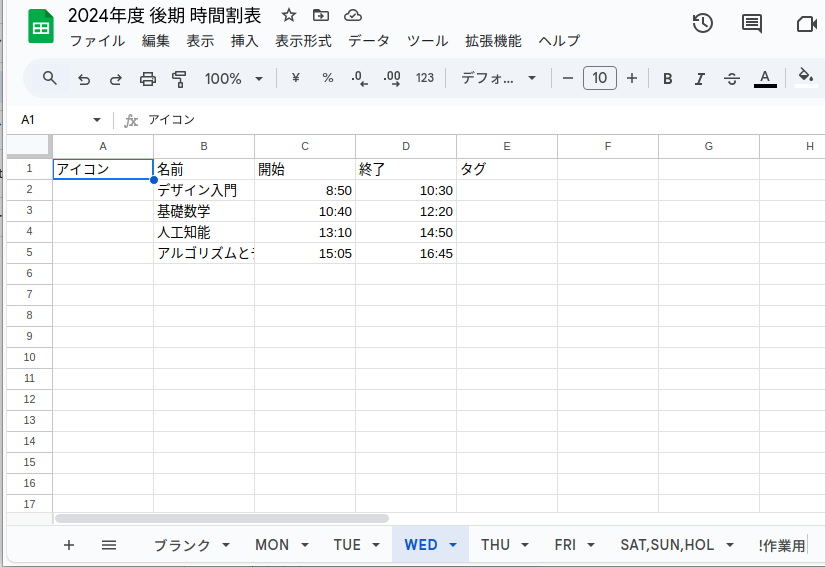 2024年度 後期 時間割表
ファイル 編集 表示 挿入 表示形式 データ ツール 拡張機能 ヘルプ
100% ¥ % .0 .00 123 デフォ... 10 B I A
A1 fx アイコン
A B C D E F G H
1 アイコン 名前 開始 終了 タグ
2 デザイン入門 8:50 10:30
3 基礎数学 10:40 12:20
4 人工知能 13:10 14:50
5 アルゴリズムと 15:05 16:45
6
7
8
9
10
11
12
13
14
15
16
17
ブランク MON TUE WED THU FRI SAT,SUN,HOL !作業用